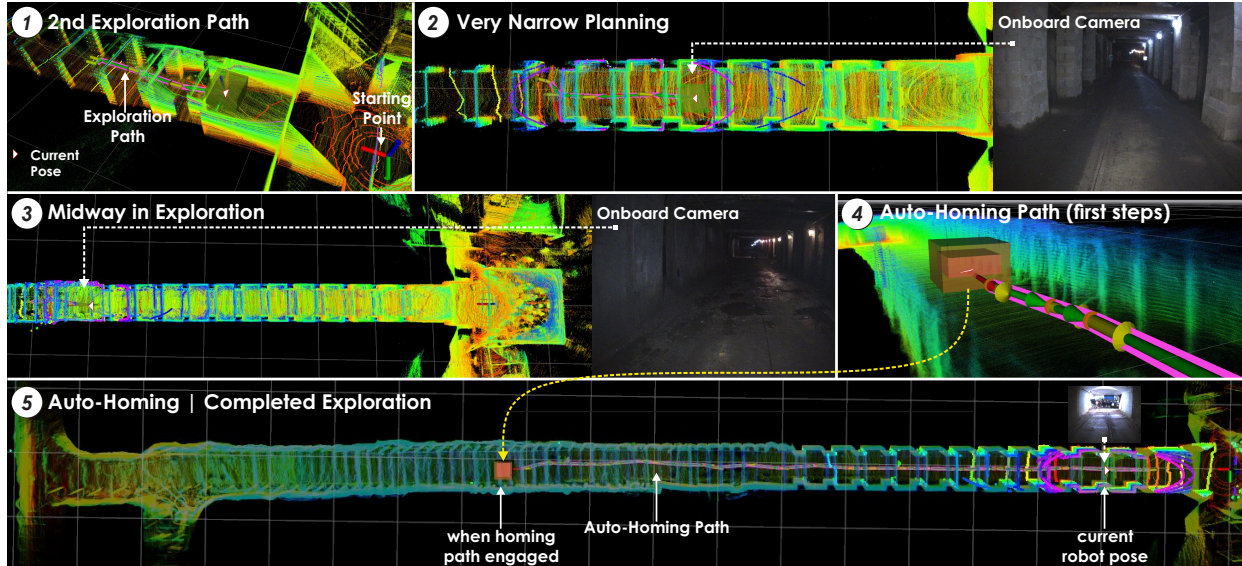 1 2nd Exploration Path
Exploration
Path
Starting
Point
Current
Pose
2 Very Narrow Planning
Onboard Camera
3 Midway in Exploration
Onboard Camera
4 Auto-Homing Path (first steps)
5 Auto-Homing | Completed Exploration
when homing
path engaged
Auto-Homing Path
current
robot pose